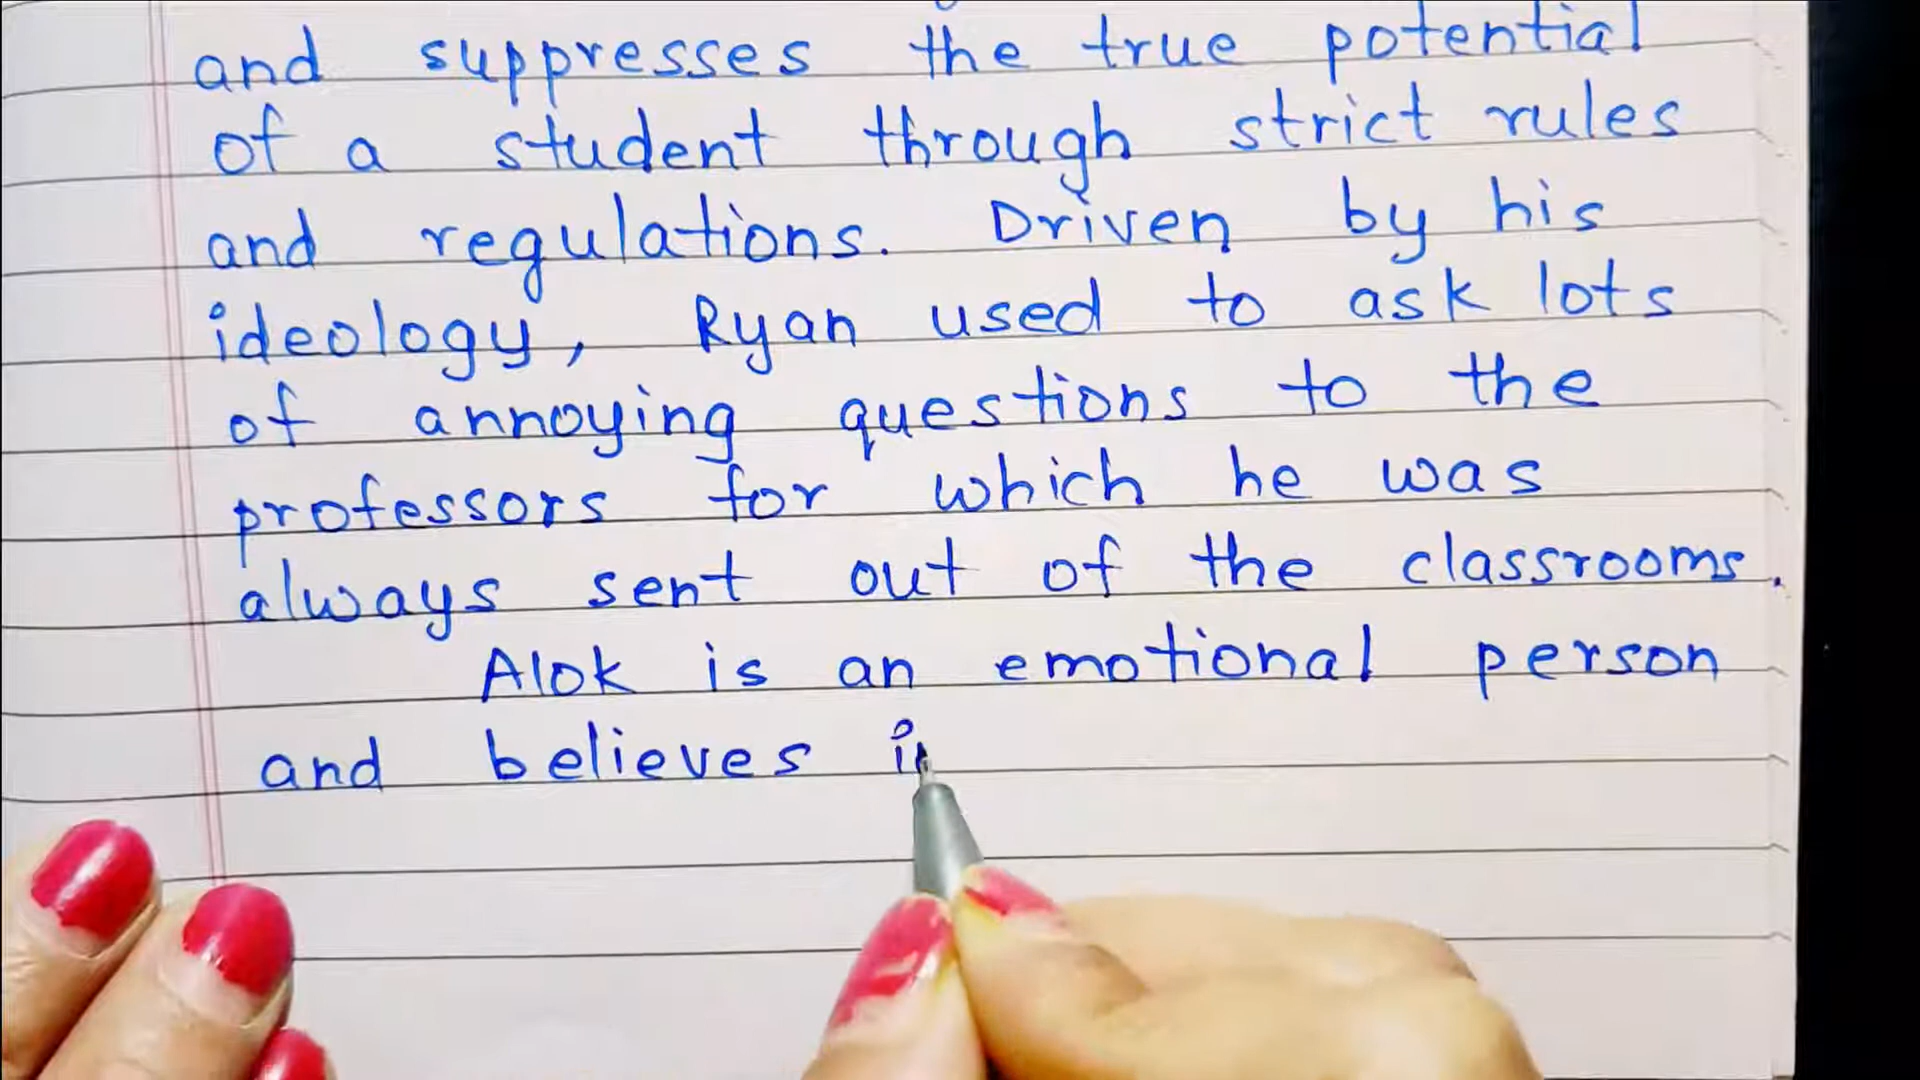 and suppresses the true potential
of a student through strict rules
and regulations. Driven by his
ideology, Ryan used to ask lots
of annoying questions to the
professors for which he was
always sent out of the classrooms.
Alok is an emotional person
and believes